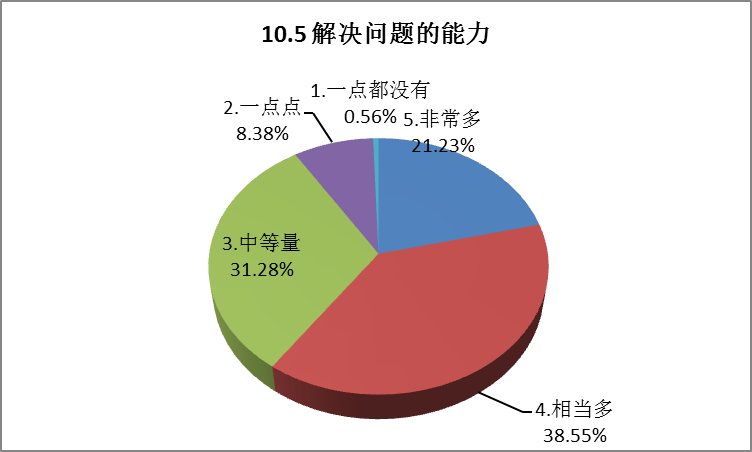 10.5 解决问题的能力
1.一点都没有
0.56%
2.一点点
8.38%
5.非常多
21.23%
3.中等量
31.28%
4.相当多
38.55%